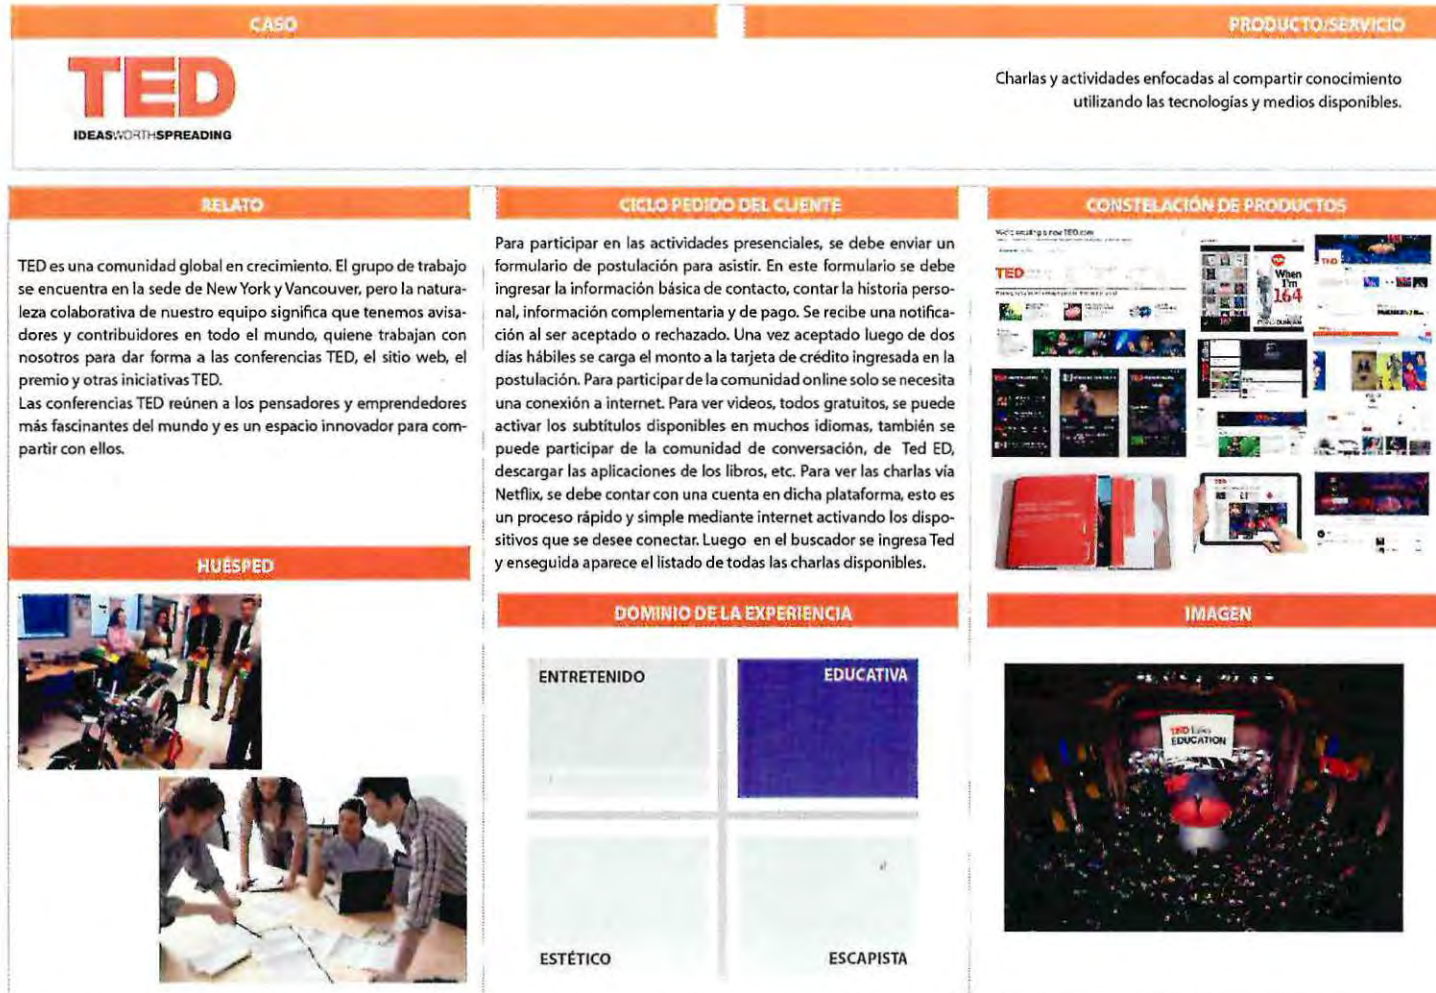 CASO
PRODUCTO/SERVICIO
TED
IDEASWORTHSPREADING
Charlas y actividades enfocadas al compartir conocimiento
utilizando las tecnologías y medios disponibles.
RELATO
TED es una comunidad global en crecimiento. El grupo de trabajo
se encuentra en la sede de New York y Vancouver, pero la natura-
leza colaborativa de nuestro equipo significa que tenemos avisa-
dores y contribuidores en todo el mundo, quiene trabajan con
nosotros para dar forma a las conferencias TED, el sitio web, el
premio y otras iniciativas TED.
Las conferencias TED reúnen a los pensadores y emprendedores
más fascinantes del mundo y es un espacio innovador para com-
partir con ellos.
HUÉSPED
CICLO PEDIDO DEL CLIENTE
Para participar en las actividades presenciales, se debe enviar un
formulario de postulación para asistir. En este formulario se debe
ingresar la información básica de contacto, contar la historia perso-
nal, información complementaria y de pago. Se recibe una notifica-
ción al ser aceptado o rechazado. Una vez aceptado luego de dos
días hábiles se carga el monto a la tarjeta de crédito ingresada en la
postulación. Para participar de la comunidad online solo se necesita
una conexión a internet. Para ver videos, todos gratuitos, se puede
activar los subtítulos disponibles en muchos idiomas, también se
puede participar de la comunidad de conversación, de Ted ED,
descargar las aplicaciones de los libros, etc. Para ver las charlas vía
Netflix, se debe contar con una cuenta en dicha plataforma, esto es
un proceso rápido y simple mediante internet activando los dispo-
sitivos que se desee conectar. Luego en el buscador se ingresa Ted
y enseguida aparece el listado de todas las charlas disponibles.
DOMINIO DE LA EXPERIENCIA
ENTRETENIDO
EDUCATIVA
ESTÉTICO
ESCAPISTA
CONSTELACIÓN DE PRODUCTOS
TED
When
I'm
164
TED
IMAGEN
TED Talks
EDUCATION